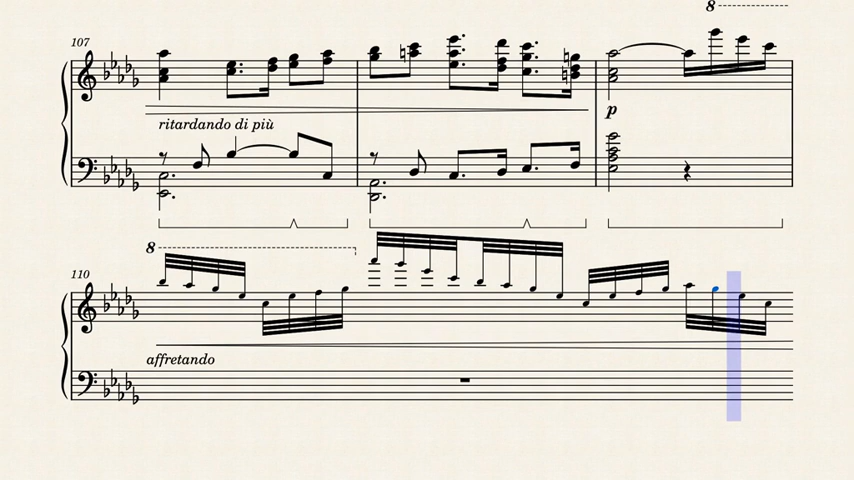 8
107
p
ritardando di più
8
110
affretando